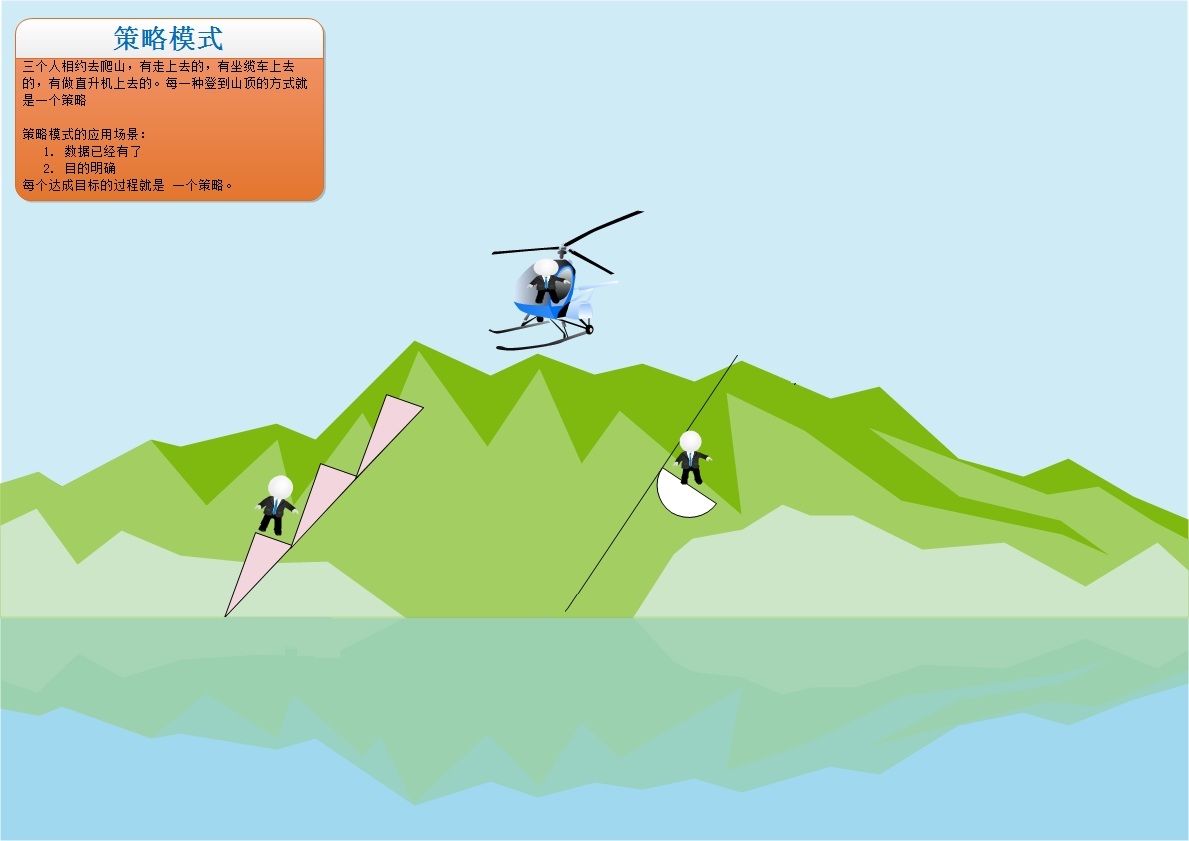 策略模式
三个人相约去爬山，有走上去的，有坐缆车上去
的，有做直升机上去的。每一种登到山顶的方式就
是一个策略
策略模式的应用场景：
1. 数据已经有了
2. 目的明确
每个达成目标的过程就是 一个策略。